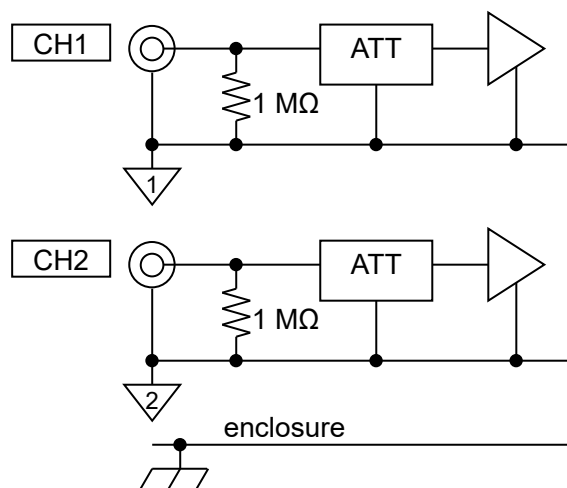 CH1
ATT
1 MΩ
1
CH2
ATT
1 MΩ
2
enclosure